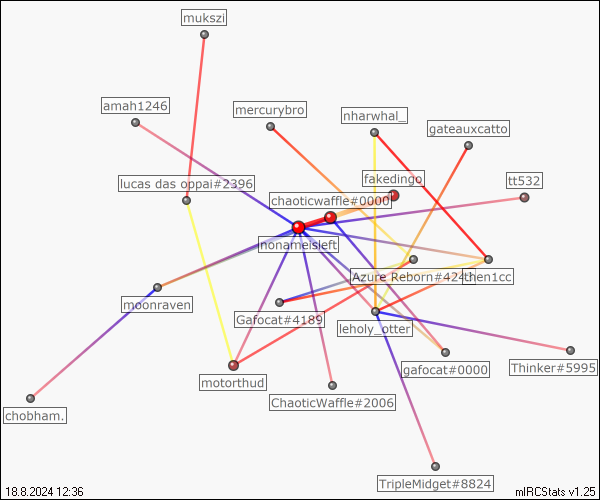 mukszi
amah1246
mercurybro
nharwhal_
gateauxcatto
lucas das oppai#2396
fakedingo
tt532
chaoticwaffle#0000
nonameisleft
Azure Reborn#4243
then1cc
moonraven
Gafocat#4189
leholy_otter
motorthud
gafocat#0000
Thinker#5995
ChaoticWaffle#2006
chobham.
TripleMidget#8824
18.8.2024 12:36
mIRCStats v1.25